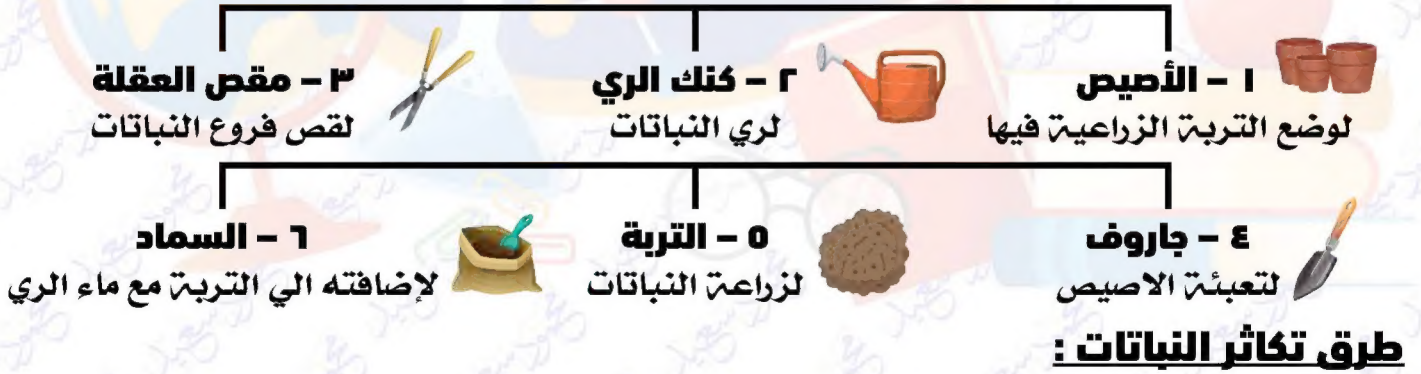 ١ – الأصيص
لوضع التربة الزراعية فيها
٢ – كنك الري
لري النباتات
٣ – مقص العقلة
لقص فروع النباتات
٤ – جاروف
لتعبئة الاصيص
٥ – التربة
لزراعة النباتات
٦ – السماد
لإضافته الي التربة مع ماء الري
طرق تكاثر النباتات :